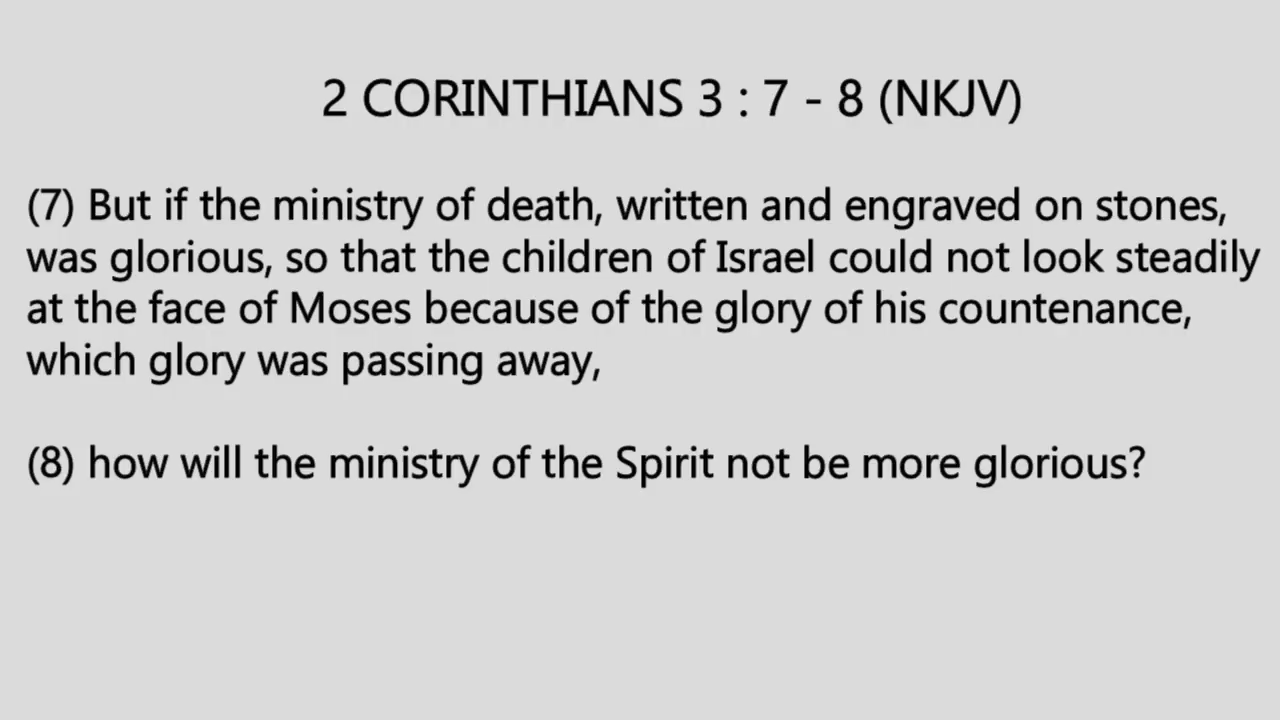 2 CORINTHIANS 3 : 7 - 8 (NKJV)
(7) But if the ministry of death, written and engraved on stones,
was glorious, so that the children of Israel could not look steadily
at the face of Moses because of the glory of his countenance,
which glory was passing away,
(8) how will the ministry of the Spirit not be more glorious?